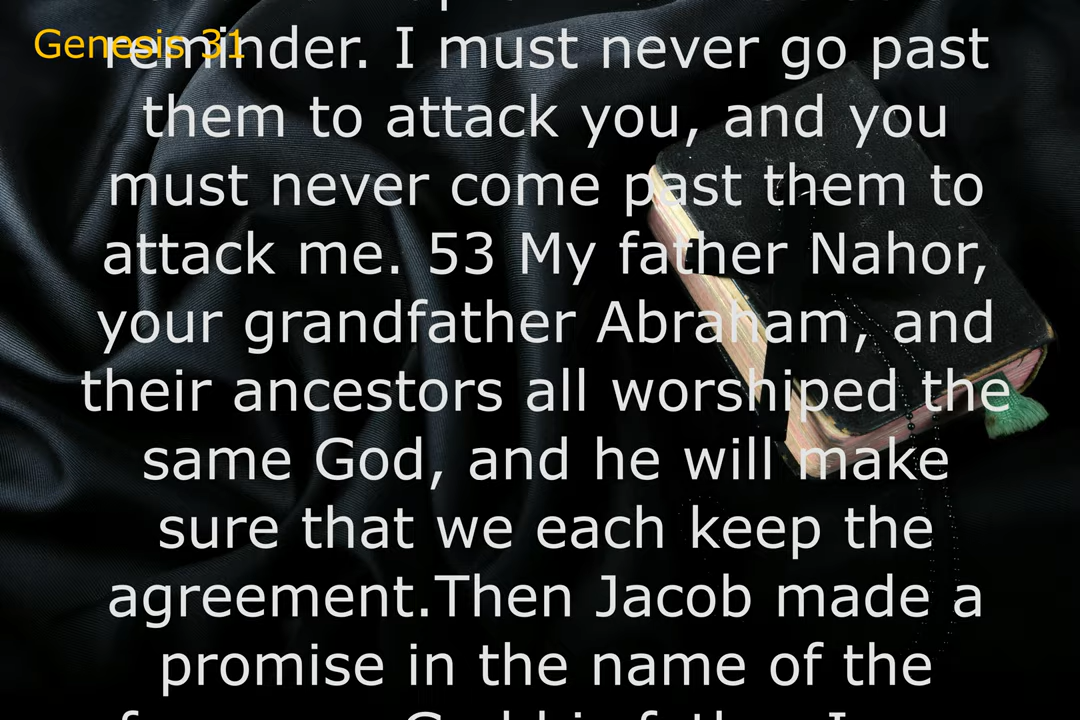 Genesis 31
reminder. I must never go past
them to attack you, and you
must never come past them to
attack me. 53 My father Nahor,
your grandfather Abraham, and
their ancestors all worshiped the
same God, and he will make
sure that we each keep the
agreement.Then Jacob made a
promise in the name of the